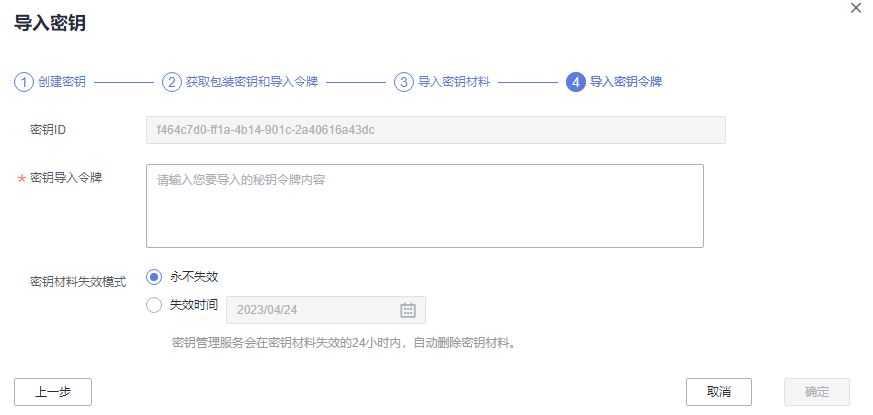 导入密钥
1 创建密钥 2 获取包装密钥和导入令牌 3 导入密钥材料 4 导入密钥令牌
密钥ID f464c7d0-ff1a-4b14-901c-2a40616a43dc
* 密钥导入令牌 请输入您要导入的秘钥令牌内容
密钥材料失效模式 永不失效
失效时间 2023/04/24
密钥管理服务会在密钥材料失效的24小时内，自动删除密钥材料。
上一步 取消 确定